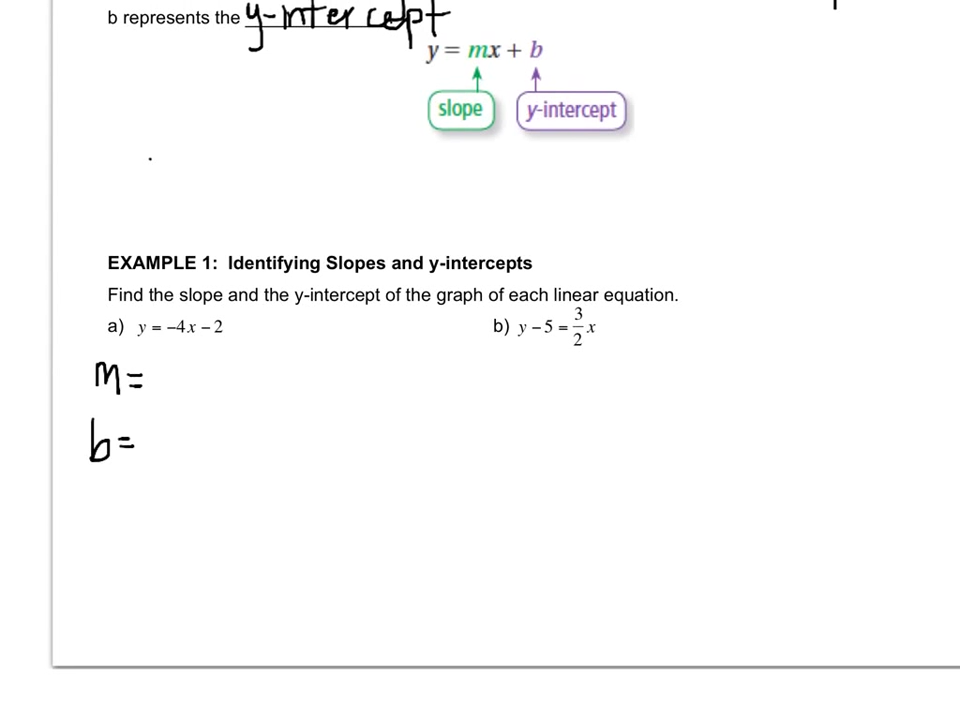 b represents the y-intercept
y = mx + b
slope y-intercept
EXAMPLE 1: Identifying Slopes and y-intercepts
Find the slope and the y-intercept of the graph of each linear equation.
a) y = –4x – 2 b) y – 5 = 3/2 x
m=
b=